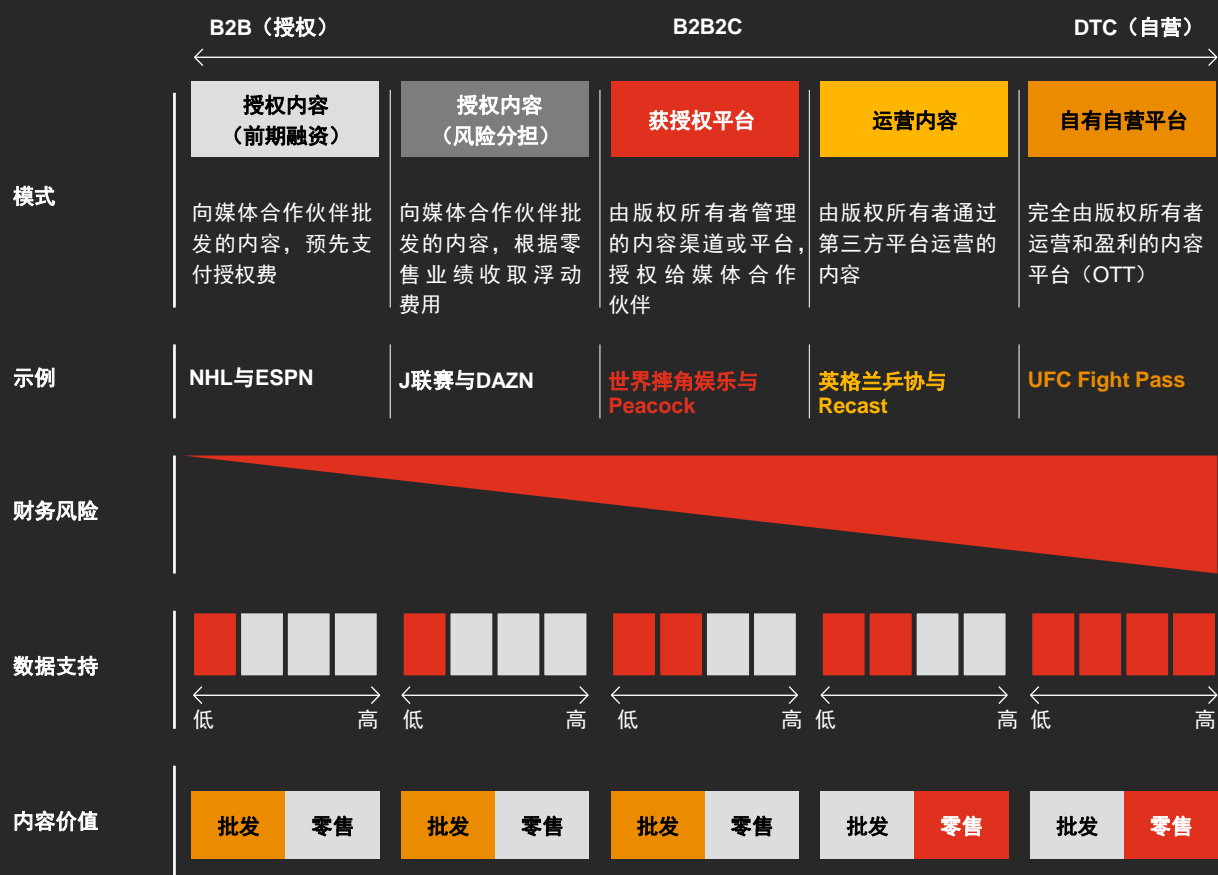 B2B（授权）
B2B2C
DTC（自营）
模式
授权内容
（前期融资）
授权内容
（风险分担）
获授权平台
运营内容
自有自营平台
向媒体合作伙伴批
发的内容，预先支
付授权费
向媒体合作伙伴批
发的内容，根据零
售业绩收取浮动
费用
由版权所有者管理
的内容渠道或平台，
授权给媒体合作
伙伴
由版权所有者通过
第三方平台运营的
内容
完全由版权所有者
运营和盈利的内容
平台（OTT）
示例
NHL与ESPN
J联赛与DAZN
世界摔角娱乐与
Peacock
英格兰乒协与
Recast
UFC Fight Pass
财务风险
数据支持
低 高
低 高
低 高
低 高
低 高
内容价值
批发 零售
批发 零售
批发 零售
批发 零售
批发 零售